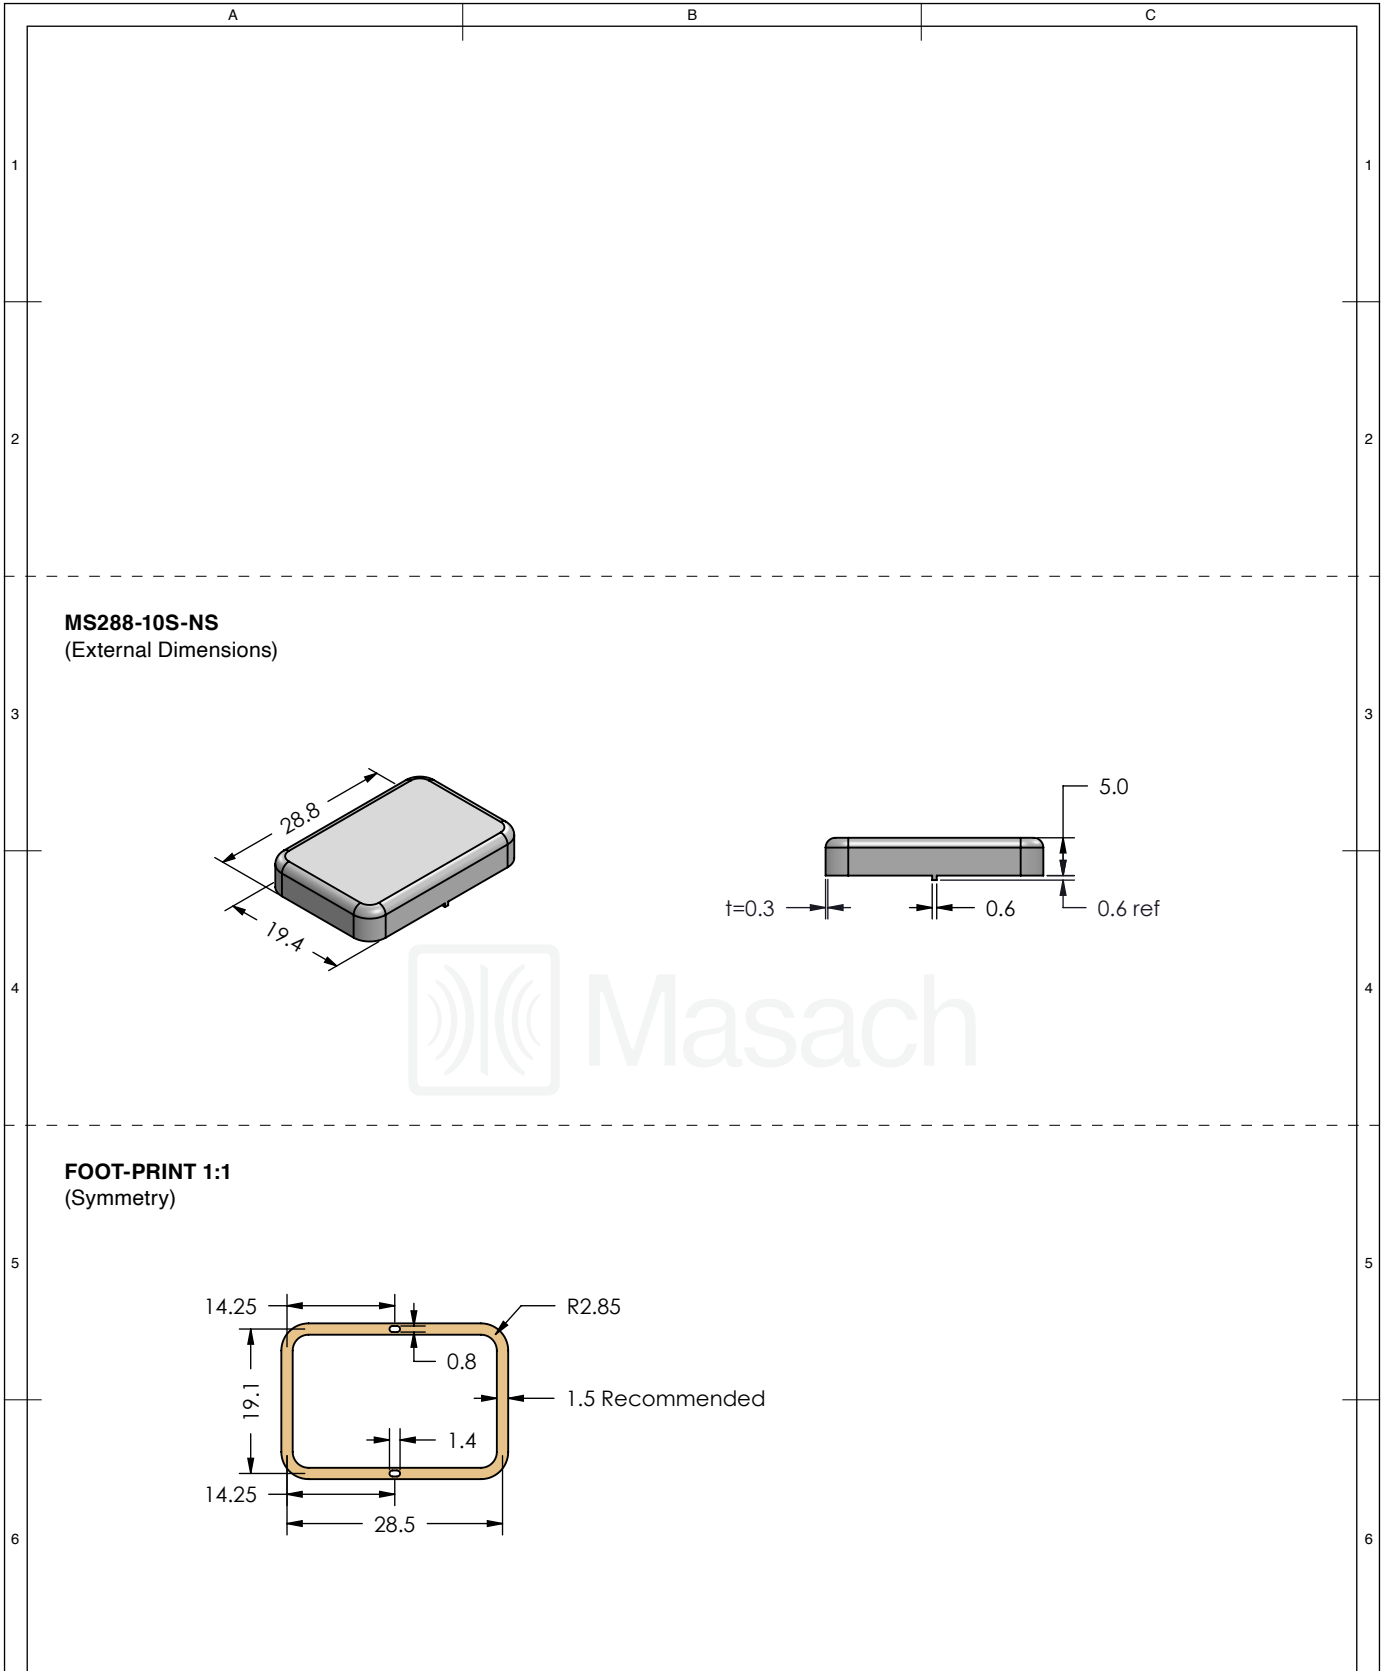 A B C
1 1
2 2
MS288-10S-NS
(External Dimensions)
3 3
28.8
19.4
5.0
t=0.3
0.6
0.6 ref
4 4
Masach
FOOT-PRINT 1:1
(Symmetry)
5 5
14.25
R2.85
0.8
19.1
1.5 Recommended
1.4
14.25
28.5
6 6